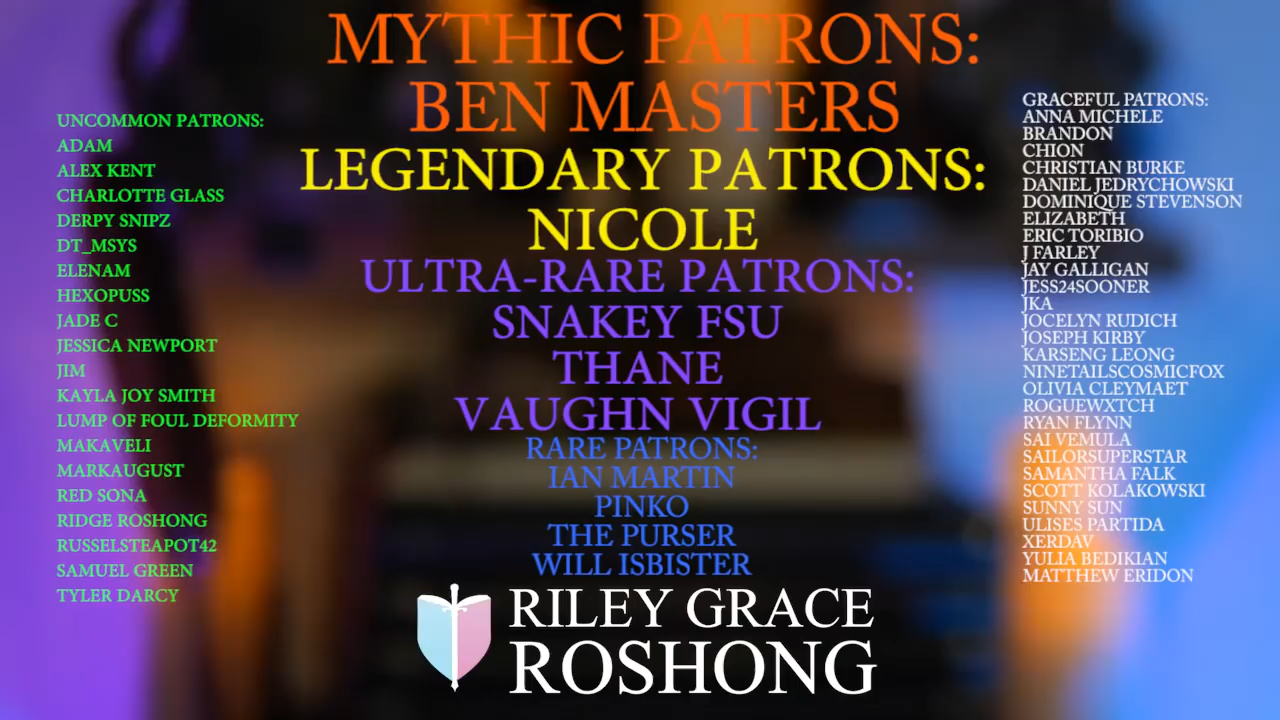 UNCOMMON PATRONS:
ADAM
ALEX KENT
CHARLOTTE GLASS
DERPY SNIPZ
DT_MSYS
ELENAM
HEXOPUSS
JADE C
JESSICA NEWPORT
JIM
KAYLA JOY SMITH
LUMP OF FOUL DEFORMITY
MAKAVELI
MARKAUGUST
RED SONA
RIDGE ROSHONG
RUSSELSTEAPOT42
SAMUEL GREEN
TYLER DARCY
MYTHIC PATRONS:
BEN MASTERS
LEGENDARY PATRONS:
NICOLE
ULTRA-RARE PATRONS:
SNAKEY FSU
THANE
VAUGHN VIGIL
RARE PATRONS:
IAN MARTIN
PINKO
THE PURSER
WILL ISBISTER
RILEY GRACE
ROSHONG
GRACEFUL PATRONS:
ANNA MICHELE
BRANDON
CHION
CHRISTIAN BURKE
DANIEL JEDRYCHOWSKI
DOMINIQUE STEVENSON
ELIZABETH
ERIC TORIBIO
J FARLEY
JAY GALLIGAN
JESS24SOONER
JKA
JOCELYN RUDICH
JOSEPH KIRBY
KARSENG LEONG
NINETAILSCOSMICFOX
OLIVIA CLEYMAET
ROGUEWXTCH
RYAN FLYNN
SAI VEMULA
SAILORSUPERSTAR
SAMANTHA FALK
SCOTT KOLAKOWSKI
SUNNY SUN
ULISES PARTIDA
XERDAV
YULIA BEDIKIAN
MATTHEW ERIDON